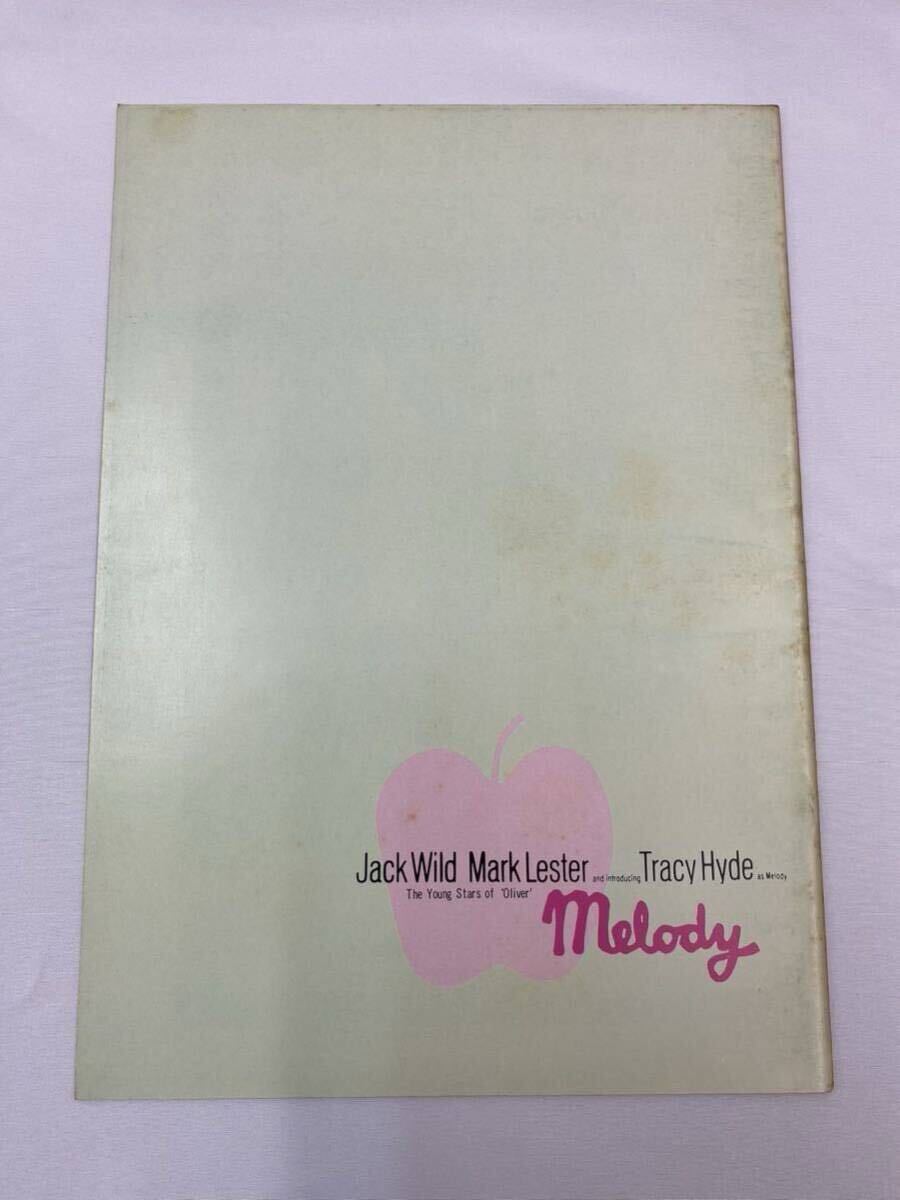 Jack Wild Mark Lester and introducing Tracy Hyde as Melody
The Young Stars of 'Oliver'
Melody